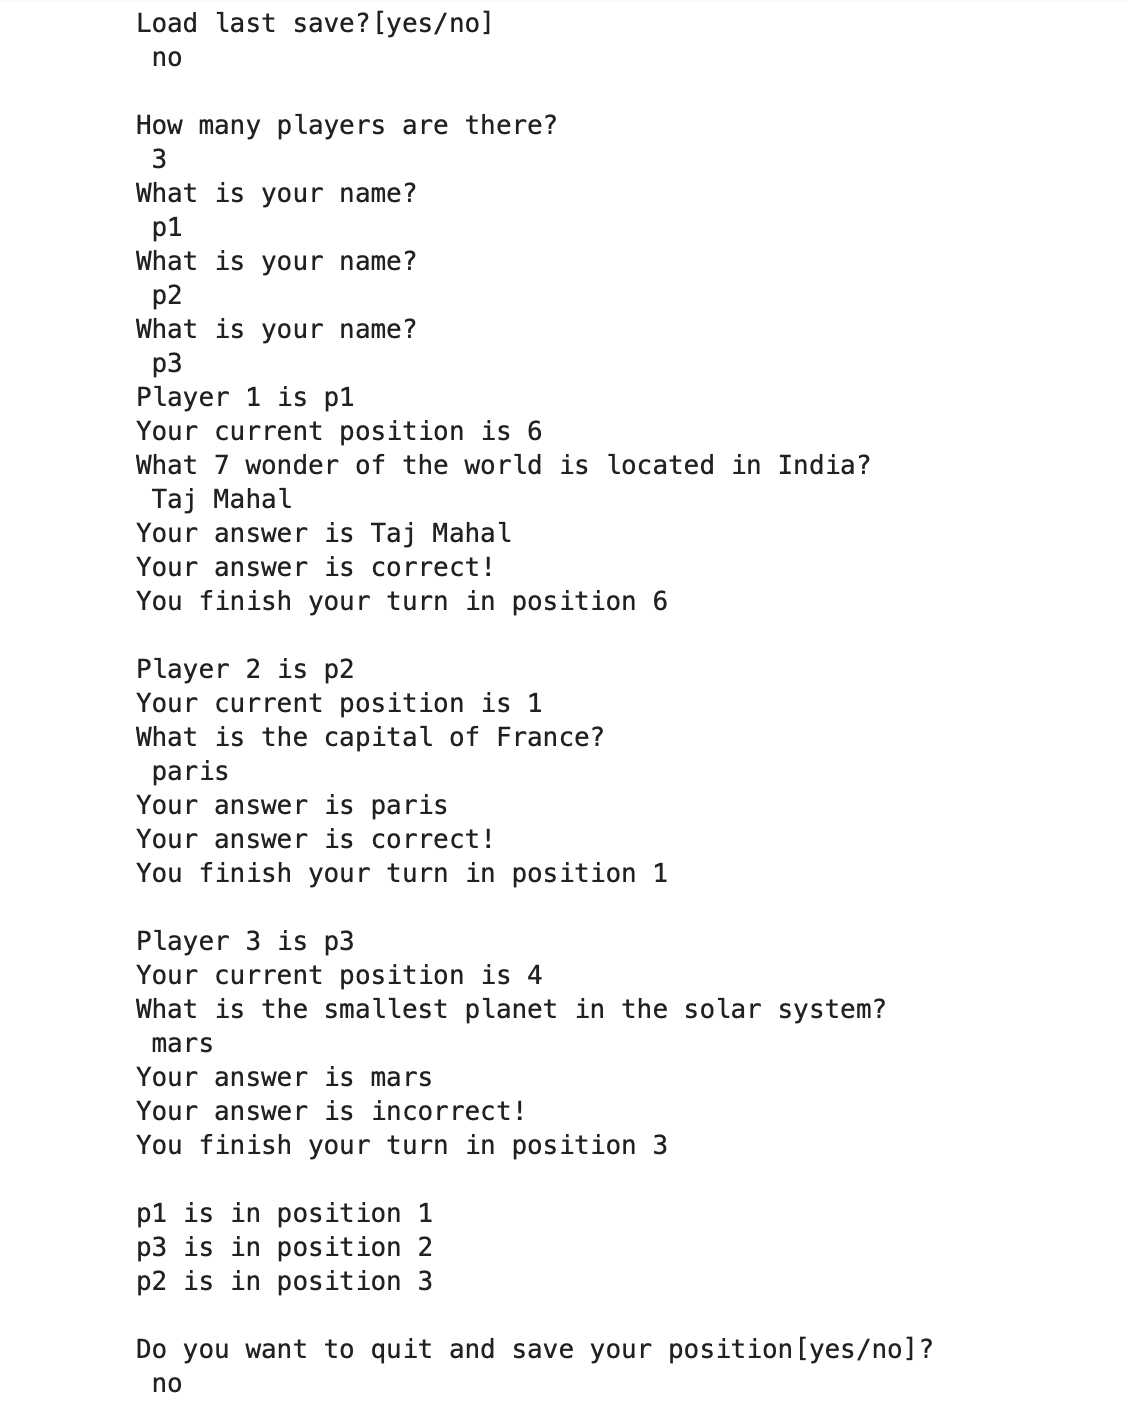 Load last save?[yes/no]
no
How many players are there?
3
What is your name?
p1
What is your name?
p2
What is your name?
p3
Player 1 is p1
Your current position is 6
What 7 wonder of the world is located in India?
Taj Mahal
Your answer is Taj Mahal
Your answer is correct!
You finish your turn in position 6
Player 2 is p2
Your current position is 1
What is the capital of France?
paris
Your answer is paris
Your answer is correct!
You finish your turn in position 1
Player 3 is p3
Your current position is 4
What is the smallest planet in the solar system?
mars
Your answer is mars
Your answer is incorrect!
You finish your turn in position 3
p1 is in position 1
p3 is in position 2
p2 is in position 3
Do you want to quit and save your position[yes/no]?
no